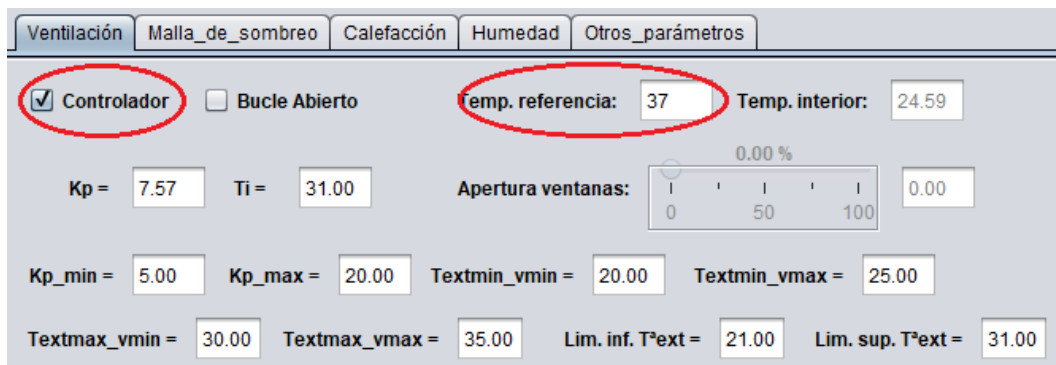 Ventilación Malla_de_sombreo Calefacción Humedad Otros_parámetros
Controlador Bucle Abierto Temp. referencia: 37 Temp. interior: 24.59
0.00 %
Kp = 7.57 Ti = 31.00 Apertura ventanas: 0.00
0 50 100
Kp_min = 5.00 Kp_max = 20.00 Textmin_vmin = 20.00 Textmin_vmax = 25.00
Textmax_vmin = 30.00 Textmax_vmax = 35.00 Lim. inf. Tªext = 21.00 Lim. sup. Tªext = 31.00